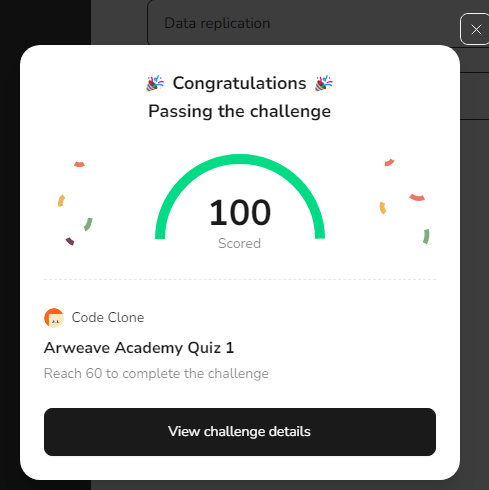 Data replication
🎉 Congratulations 🎉
Passing the challenge
100
Scored
Code Clone
Arweave Academy Quiz 1
Reach 60 to complete the challenge
View challenge details